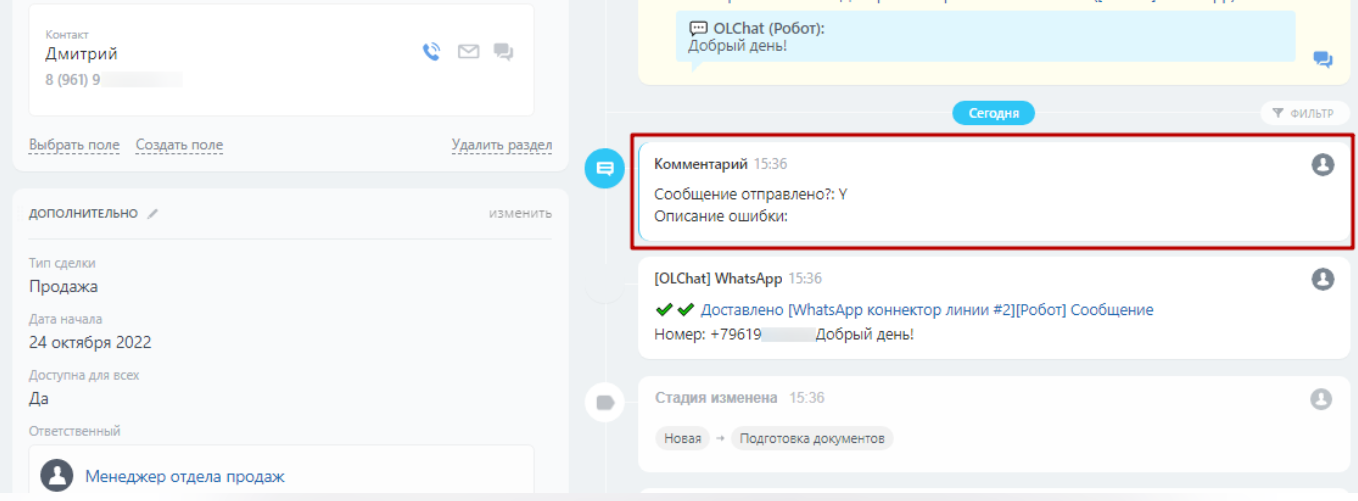 Контакт
Дмитрий
8 (961) 9
Выбрать поле Создать поле Удалить раздел
ДОПОЛНИТЕЛЬНО изменить
Тип сделки
Продажа
Дата начала
24 октября 2022
Доступна для всех
Да
Ответственный
Менеджер отдела продаж
OLChat (Робот):
Добрый день!
Сегодня
ФИЛЬТР
Комментарий 15:36
Сообщение отправлено?: Y
Описание ошибки:
[OLChat] WhatsApp 15:36
Доставлено [WhatsApp коннектор линии #2][Робот] Сообщение
Номер: +79619 Добрый день!
Стадия изменена 15:36
Новая → Подготовка документов